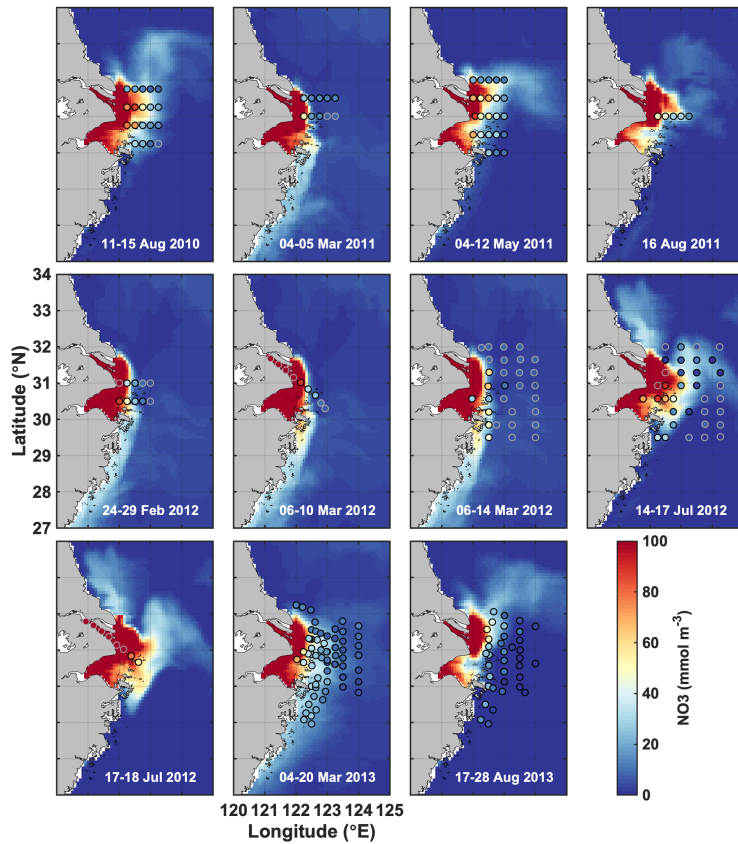 11-15 Aug 2010
04-05 Mar 2011
04-12 May 2011
16 Aug 2011
34
33
32
31
30
29
28
27
Latitude (°N)
24-29 Feb 2012
06-10 Mar 2012
06-14 Mar 2012
14-17 Jul 2012
17-18 Jul 2012
04-20 Mar 2013
17-28 Aug 2013
100
80
60
40
20
0
NO3 (mmol m⁻³)
120 121 122 123 124 125
Longitude (°E)